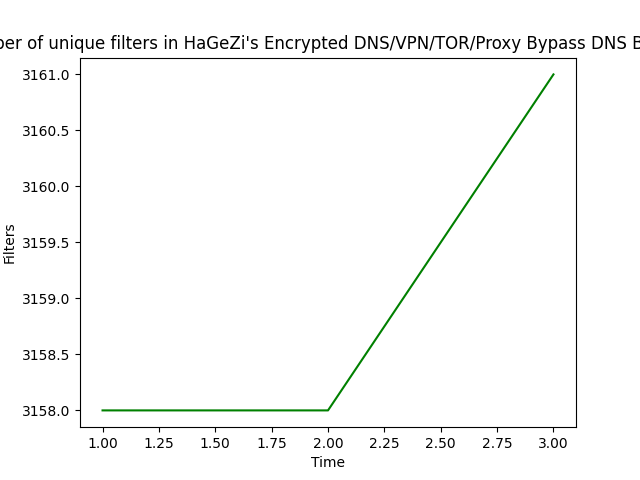 ber of unique filters in HaGeZi's Encrypted DNS/VPN/TOR/Proxy Bypass DNS B
3161.0
3160.5
3160.0
3159.5
3159.0
3158.5
3158.0
Filters
1.00 1.25 1.50 1.75 2.00 2.25 2.50 2.75 3.00
Time